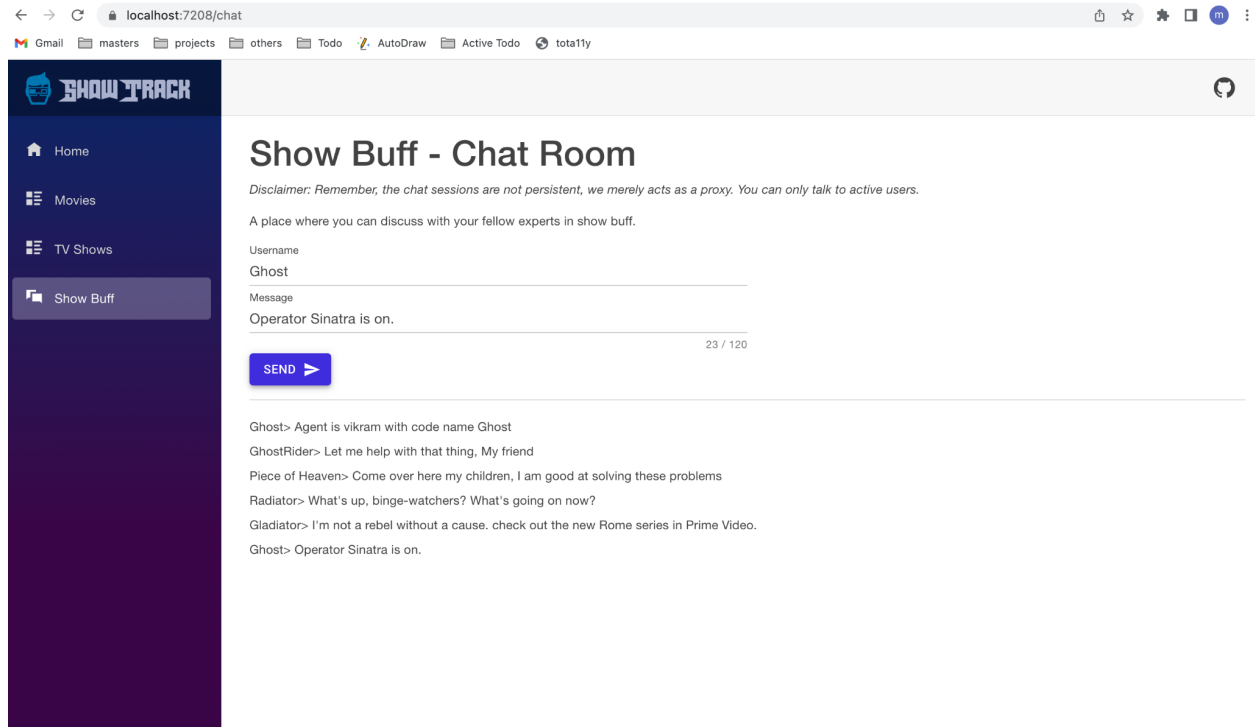 localhost:7208/chat
m
Gmail masters projects others Todo AutoDraw Active Todo tota11y
SHOW TRACK
Home
Movies
TV Shows
Show Buff
Show Buff - Chat Room
Disclaimer: Remember, the chat sessions are not persistent, we merely acts as a proxy. You can only talk to active users.
A place where you can discuss with your fellow experts in show buff.
Username
Ghost
Message
Operator Sinatra is on.
23 / 120
SEND
Ghost> Agent is vikram with code name Ghost
GhostRider> Let me help with that thing, My friend
Piece of Heaven> Come over here my children, I am good at solving these problems
Radiator> What's up, binge-watchers? What's going on now?
Gladiator> I'm not a rebel without a cause. check out the new Rome series in Prime Video.
Ghost> Operator Sinatra is on.